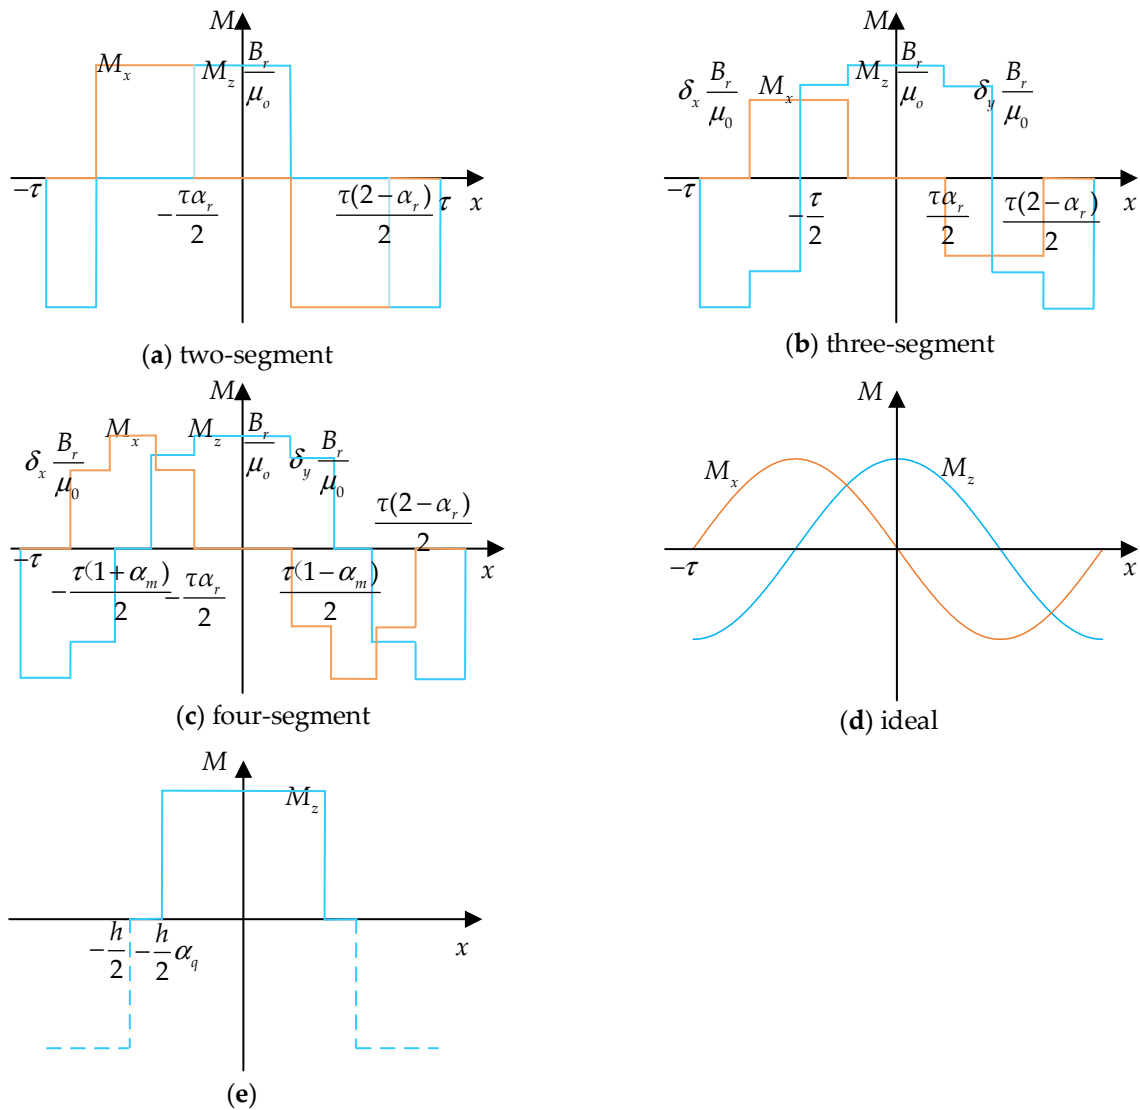 M
M_x
M_z
B_r/μ_o
−τ
−τα_r/2
τ(2−α_r)/2
τ
x
(a) two-segment
M
δ_x B_r/μ_0
M_x
M_z
B_r/μ_o
δ_y B_r/μ_0
−τ
−τ/2
τα_r/2
τ(2−α_r)/2
x
(b) three-segment
M
δ_x B_r/μ_0
M_x
M_z
B_r/μ_o
δ_y B_r/μ_0
τ(2−α_r)/2
−τ
−τ(1+α_m)/2
−τα_r/2
τ(1−α_m)/2
x
(c) four-segment
M
M_x
M_z
−τ
x
(d) ideal
M
M_z
−h/2
−h/2 α_q
x
(e)